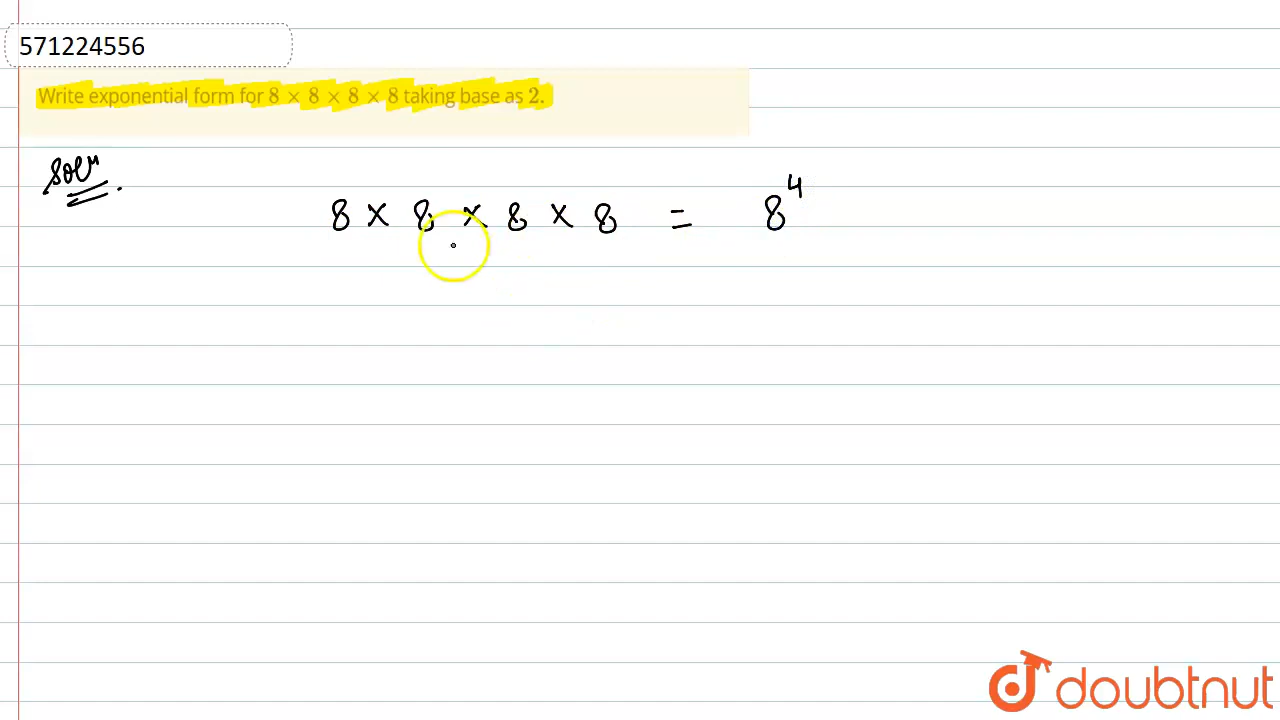 571224556
Write exponential form for 8 × 8 × 8 × 8 taking base as 2.
Solⁿ
8 × 8 × 8 × 8 = 8⁴
doubtnut